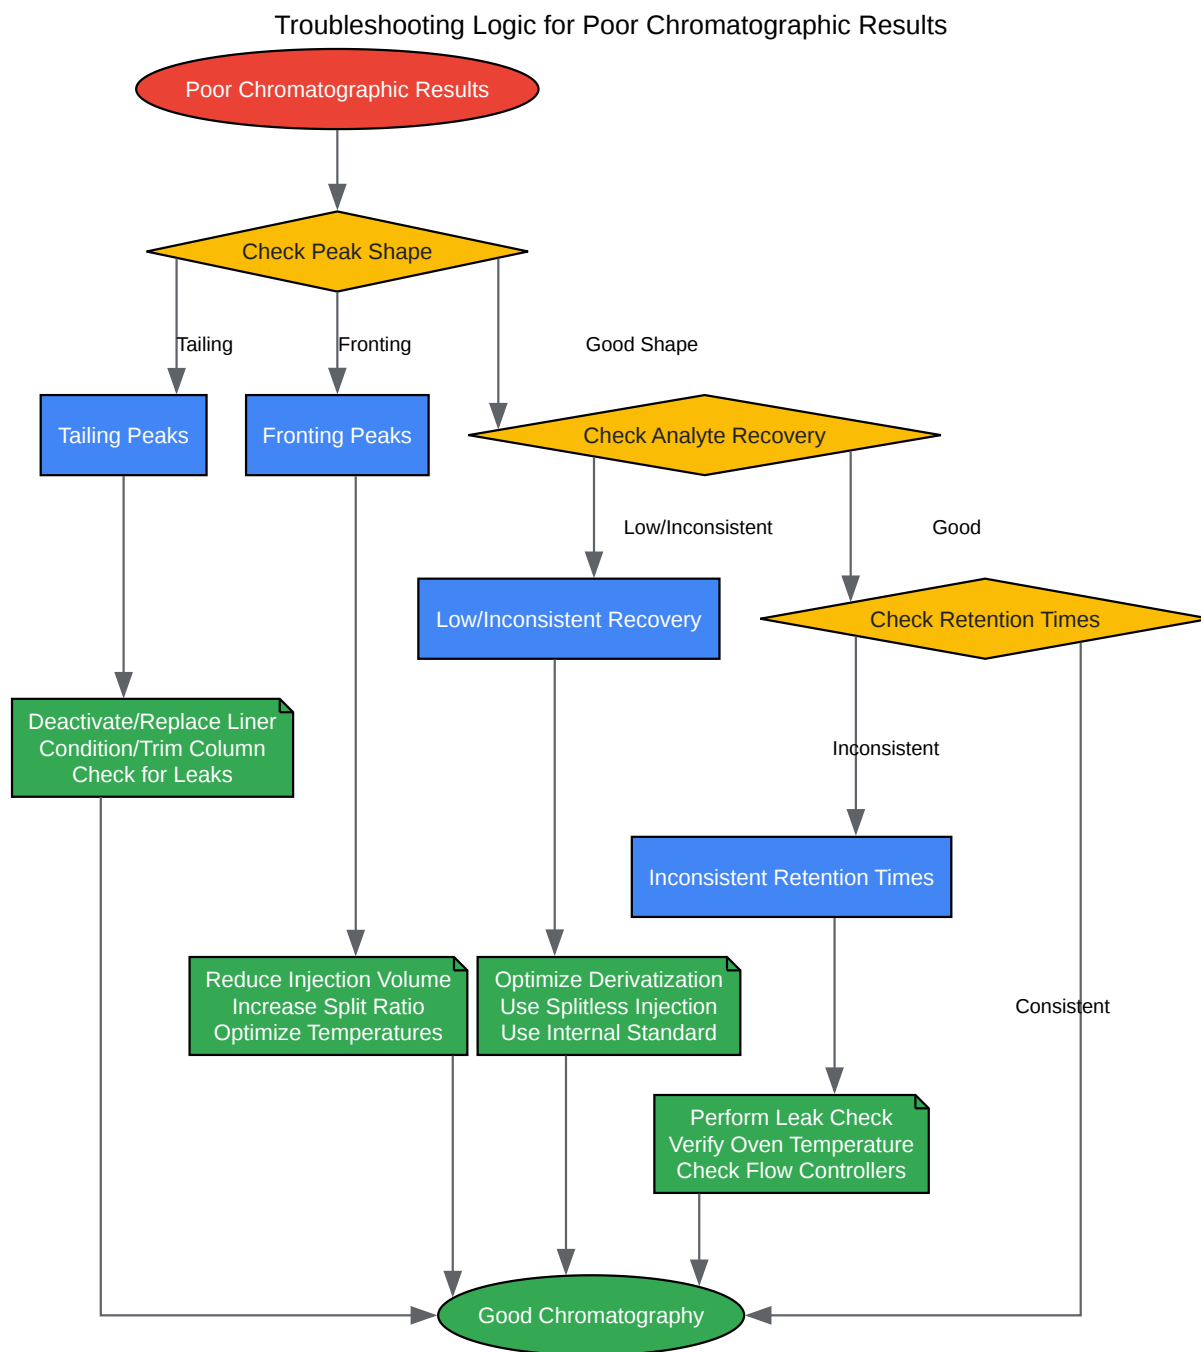 Troubleshooting Logic for Poor Chromatographic Results
Poor Chromatographic Results
Check Peak Shape
Tailing
Fronting
Good Shape
Tailing Peaks
Fronting Peaks
Check Analyte Recovery
Low/Inconsistent
Good
Low/Inconsistent Recovery
Check Retention Times
Deactivate/Replace Liner
Condition/Trim Column
Check for Leaks
Inconsistent
Inconsistent Retention Times
Reduce Injection Volume
Increase Split Ratio
Optimize Temperatures
Optimize Derivatization
Use Splitless Injection
Use Internal Standard
Consistent
Perform Leak Check
Verify Oven Temperature
Check Flow Controllers
Good Chromatography